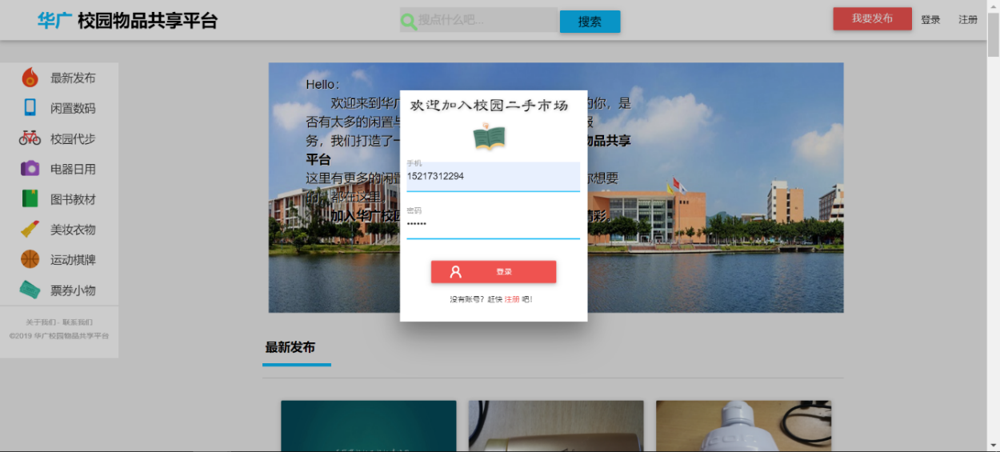 华广 校园物品共享平台
搜点什么吧...
搜索
我要发布
登录
注册
最新发布
闲置数码
校园代步
电器日用
图书教材
美妆衣物
运动棋牌
票券小物
关于我们 - 联系我们
©2019 华广校园物品共享平台
Hello：
欢迎来到华广 的你，是
否有太多的闲置与
务，我们打造了一 物品共享
平台
这里有更多的闲置 你想要
的，都在这里。
加入华广校园 精彩。
欢迎加入校园二手市场
手机
15217312294
密码
••••••
登录
没有账号？赶快 注册 吧！
最新发布